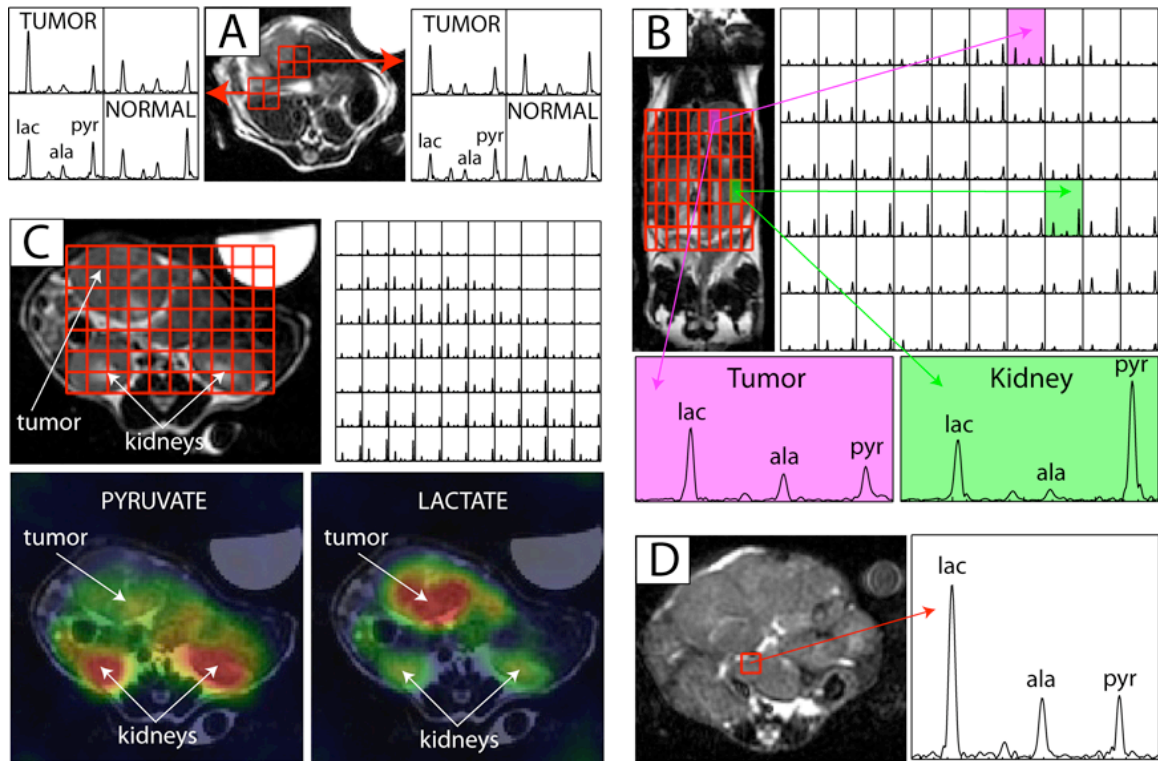 A
TUMOR
NORMAL
lac
ala
pyr
TUMOR
NORMAL
lac
ala
pyr
B
Tumor
lac
ala
pyr
Kidney
lac
ala
pyr
C
tumor
kidneys
PYRUVATE
tumor
kidneys
LACTATE
tumor
kidneys
D
lac
ala
pyr